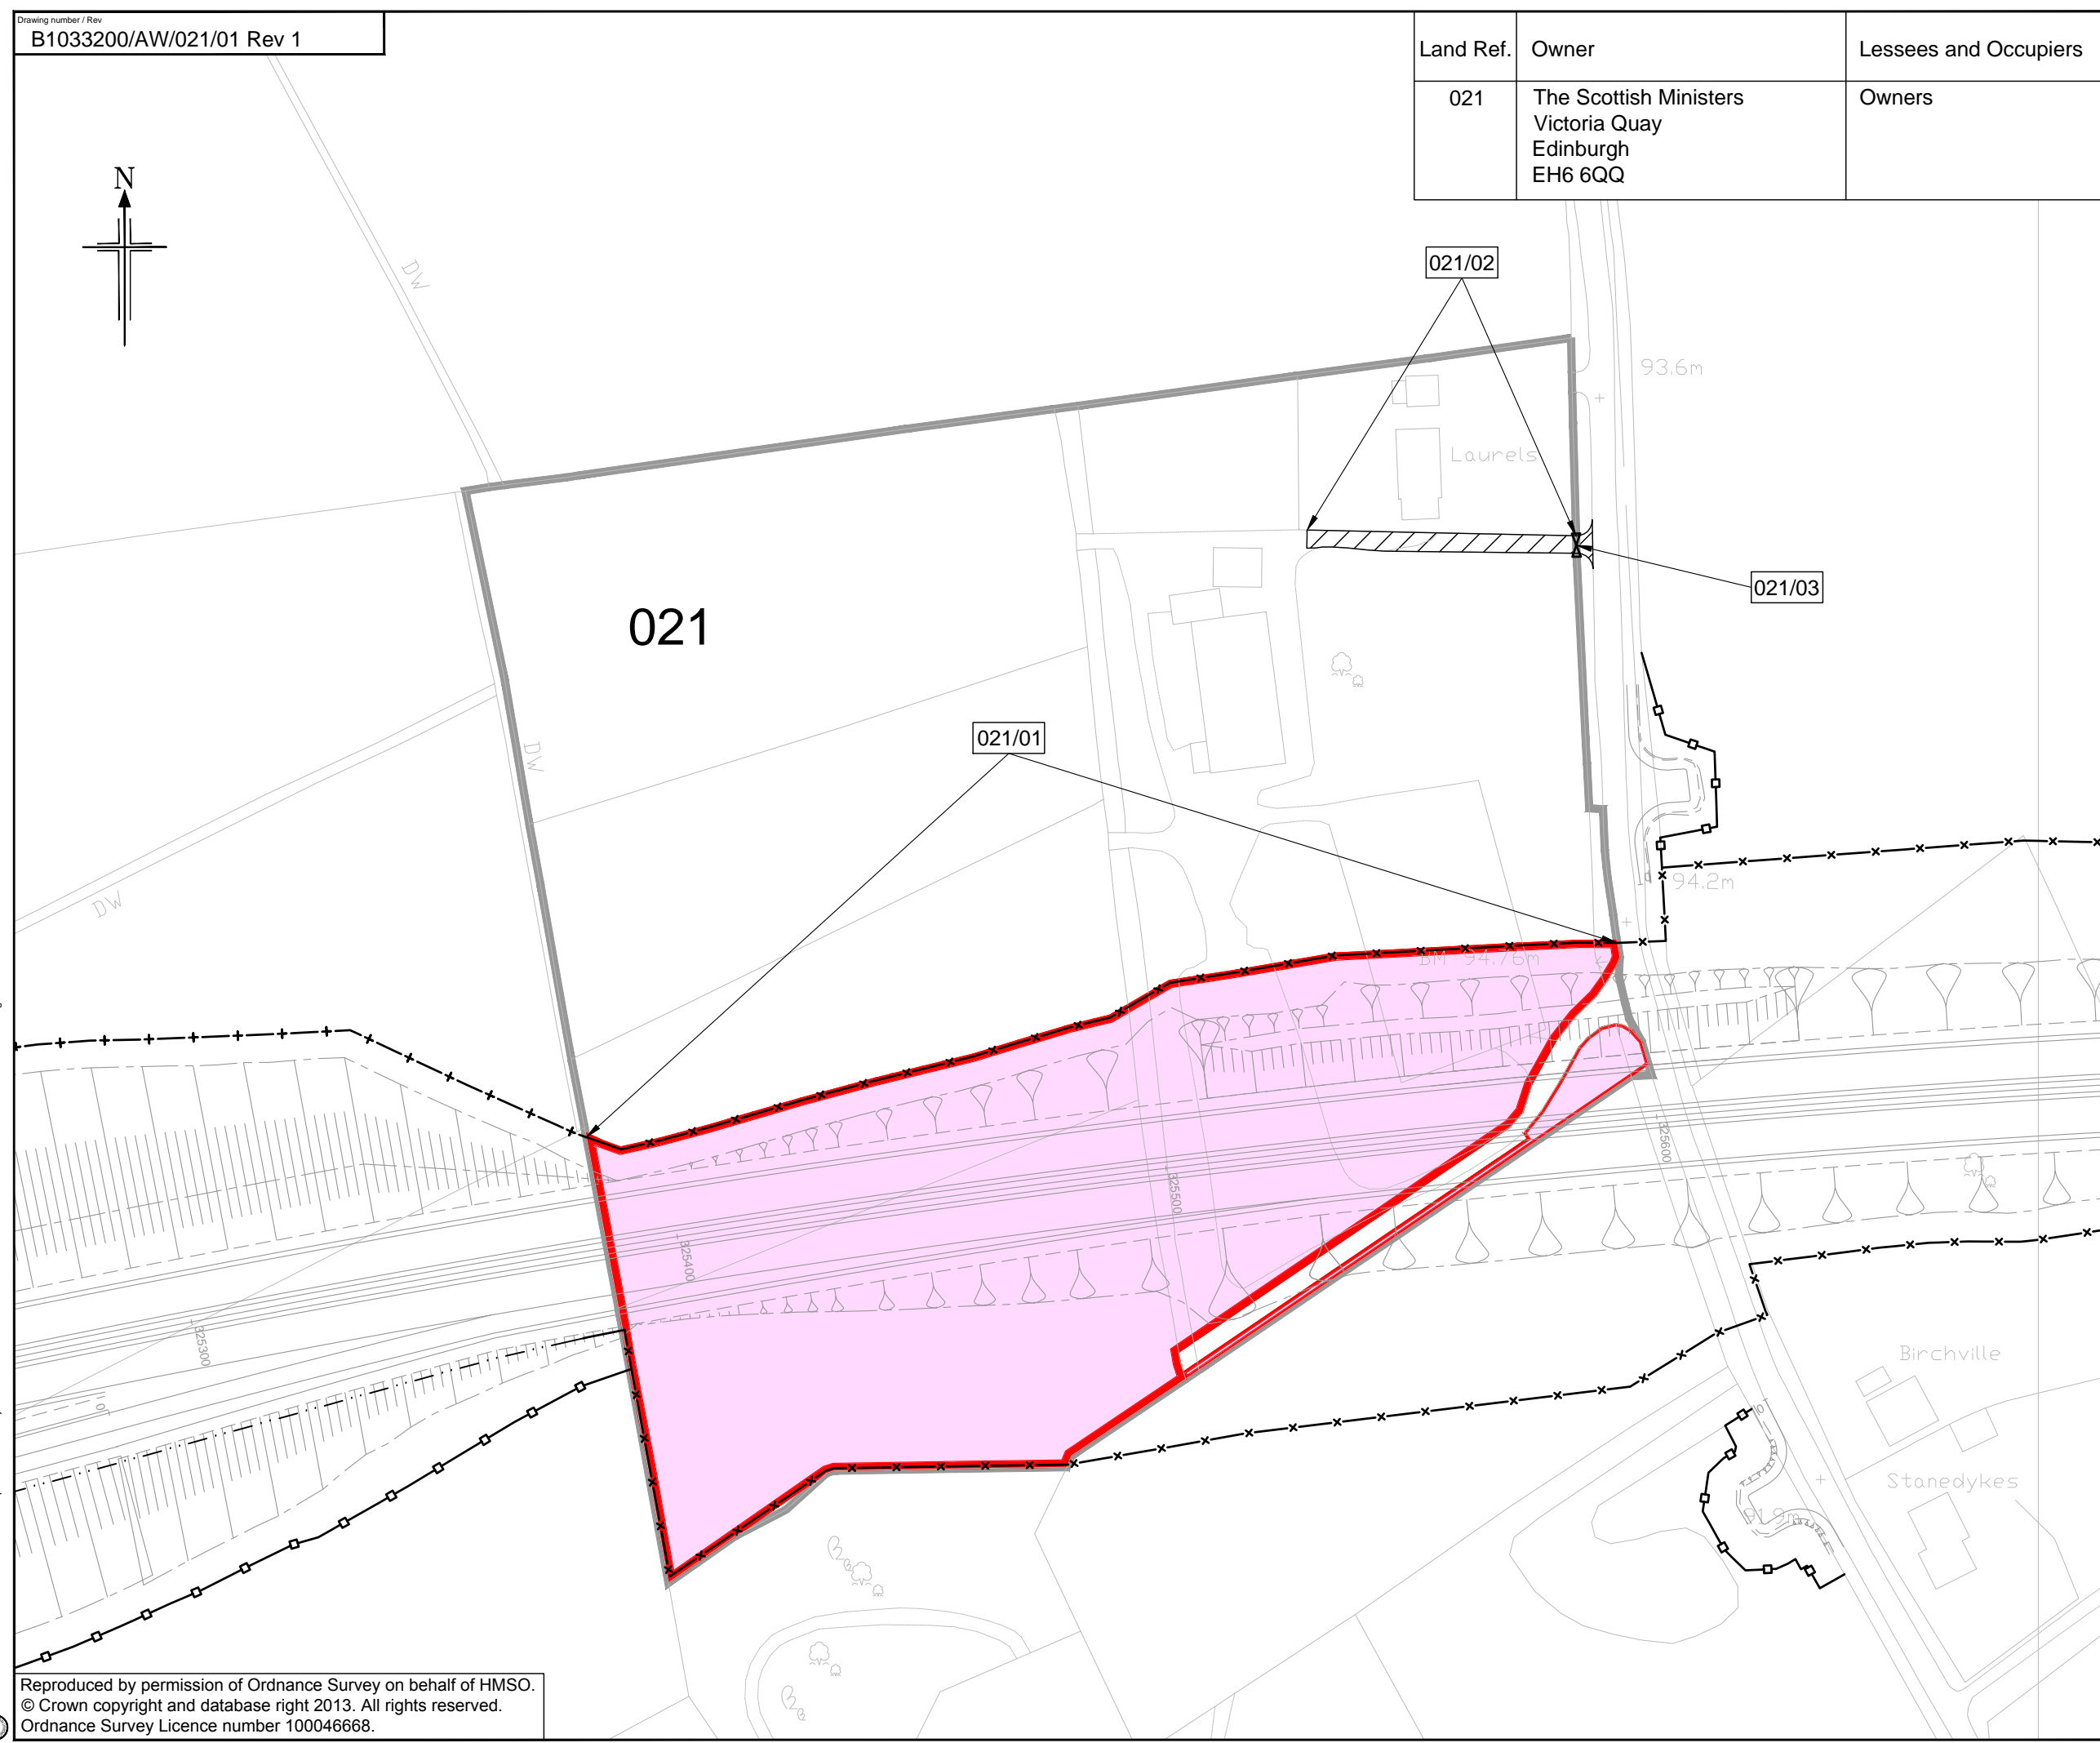 Drawing number / Rev
B1033200/AW/021/01 Rev 1
Land Ref.
Owner
Lessees and Occupiers
021
The Scottish Ministers
Victoria Quay
Edinburgh
EH6 6QQ
Owners
N
DW
021/02
93.6m
Laurels
021/03
021
021/01
DW
DW
94.2m
BM 94.76m
325600
325500
325400
325300
Birchville
Stanedykes
91.9m
Reproduced by permission of Ordnance Survey on behalf of HMSO.
© Crown copyright and database right 2013. All rights reserved.
Ordnance Survey Licence number 100046668.